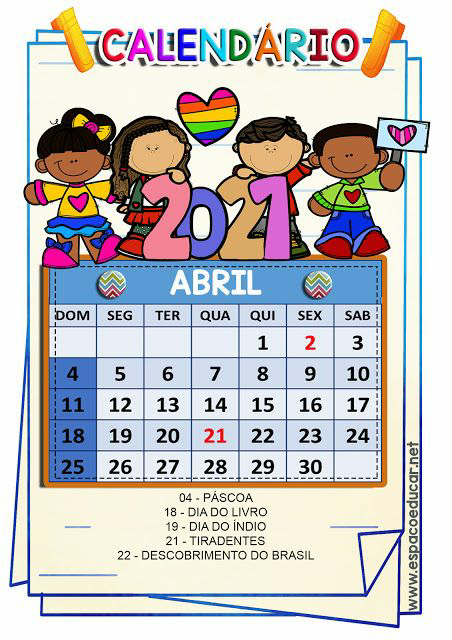 CALENDÁRIO
2021
ABRIL
DOM SEG TER QUA QUI SEX SAB
1 2 3
4 5 6 7 8 9 10
11 12 13 14 15 16 17
18 19 20 21 22 23 24
25 26 27 28 29 30
04 - PÁSCOA
18 - DIA DO LIVRO
19 - DIA DO ÍNDIO
21 - TIRADENTES
22 - DESCOBRIMENTO DO BRASIL
www.espacoeducar.net